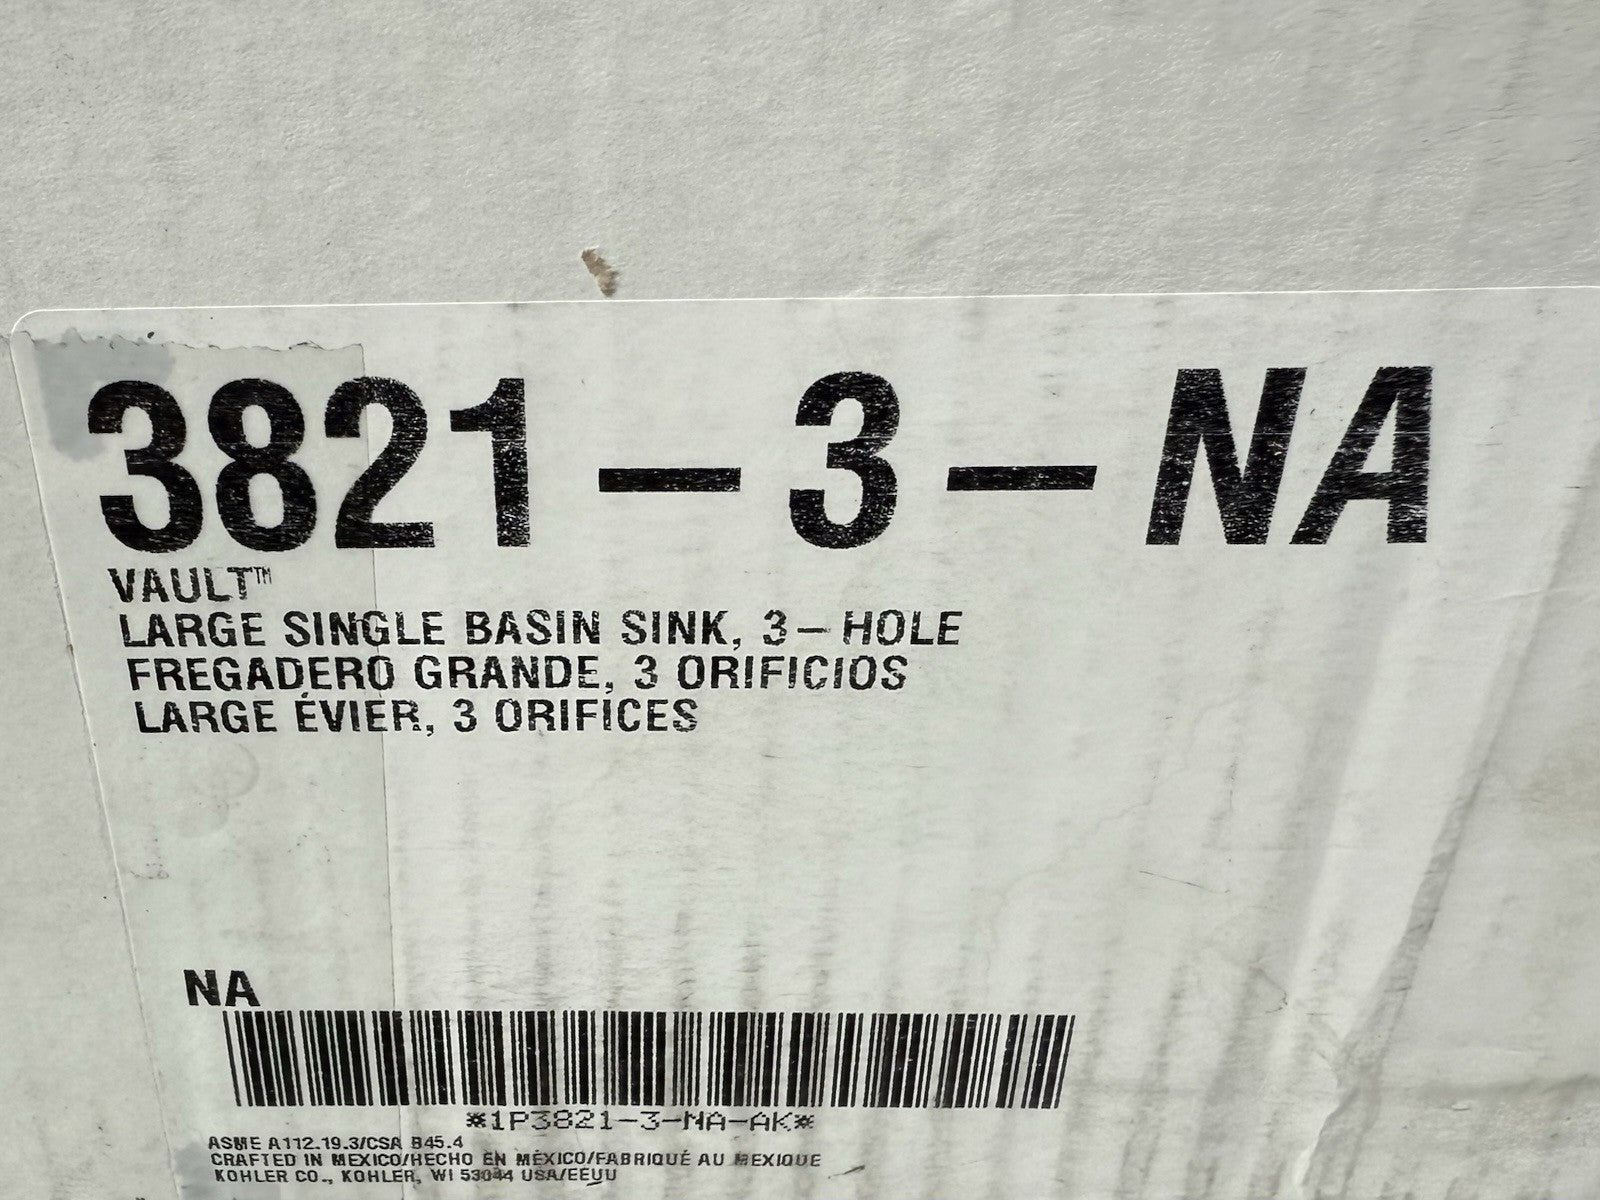 3821-3-NA
VAULT™
LARGE SINGLE BASIN SINK, 3-HOLE
FREGADERO GRANDE, 3 ORIFICIOS
LARGE ÉVIER, 3 ORIFICES
NA
*1P3821-3-NA-AK*
ASME A112.19.3/CSA B45.4
CRAFTED IN MEXICO/HECHO EN MÉXICO/FABRIQUÉ AU MEXIQUE
KOHLER CO., KOHLER, WI 53044 USA/EEUU